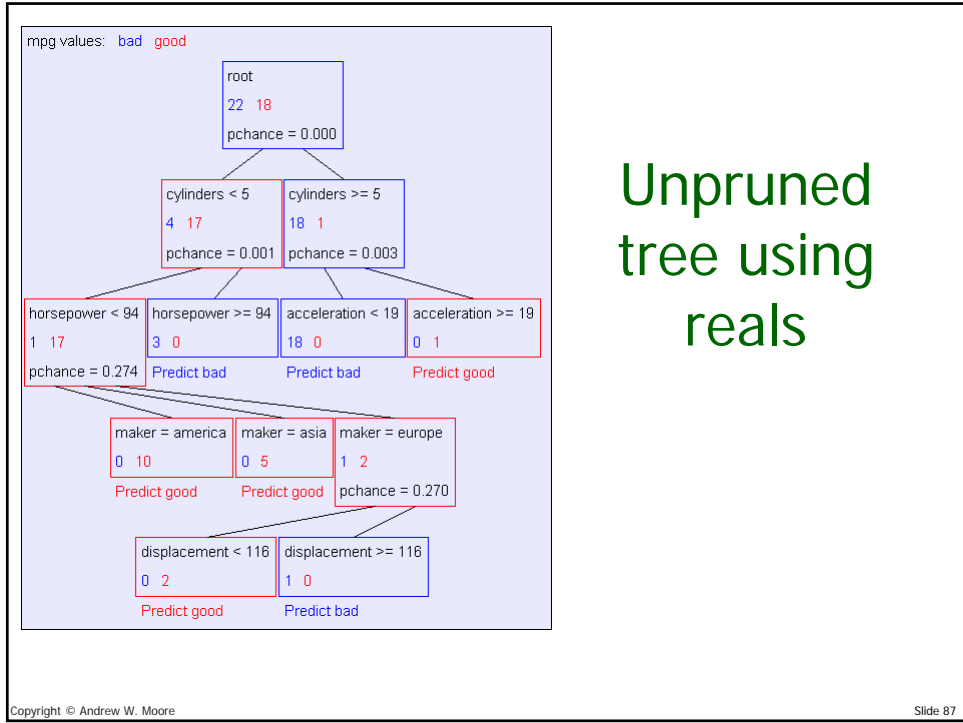 mpg values: bad good
root
22 18
pchance = 0.000
cylinders < 5
4 17
pchance = 0.001
cylinders >= 5
18 1
pchance = 0.003
horsepower < 94
1 17
pchance = 0.274
horsepower >= 94
3 0
Predict bad
acceleration < 19
18 0
Predict bad
acceleration >= 19
0 1
Predict good
maker = america
0 10
Predict good
maker = asia
0 5
Predict good
maker = europe
1 2
pchance = 0.270
displacement < 116
0 2
Predict good
displacement >= 116
1 0
Predict bad
Unpruned
tree using
reals
Copyright © Andrew W. Moore
Slide 87